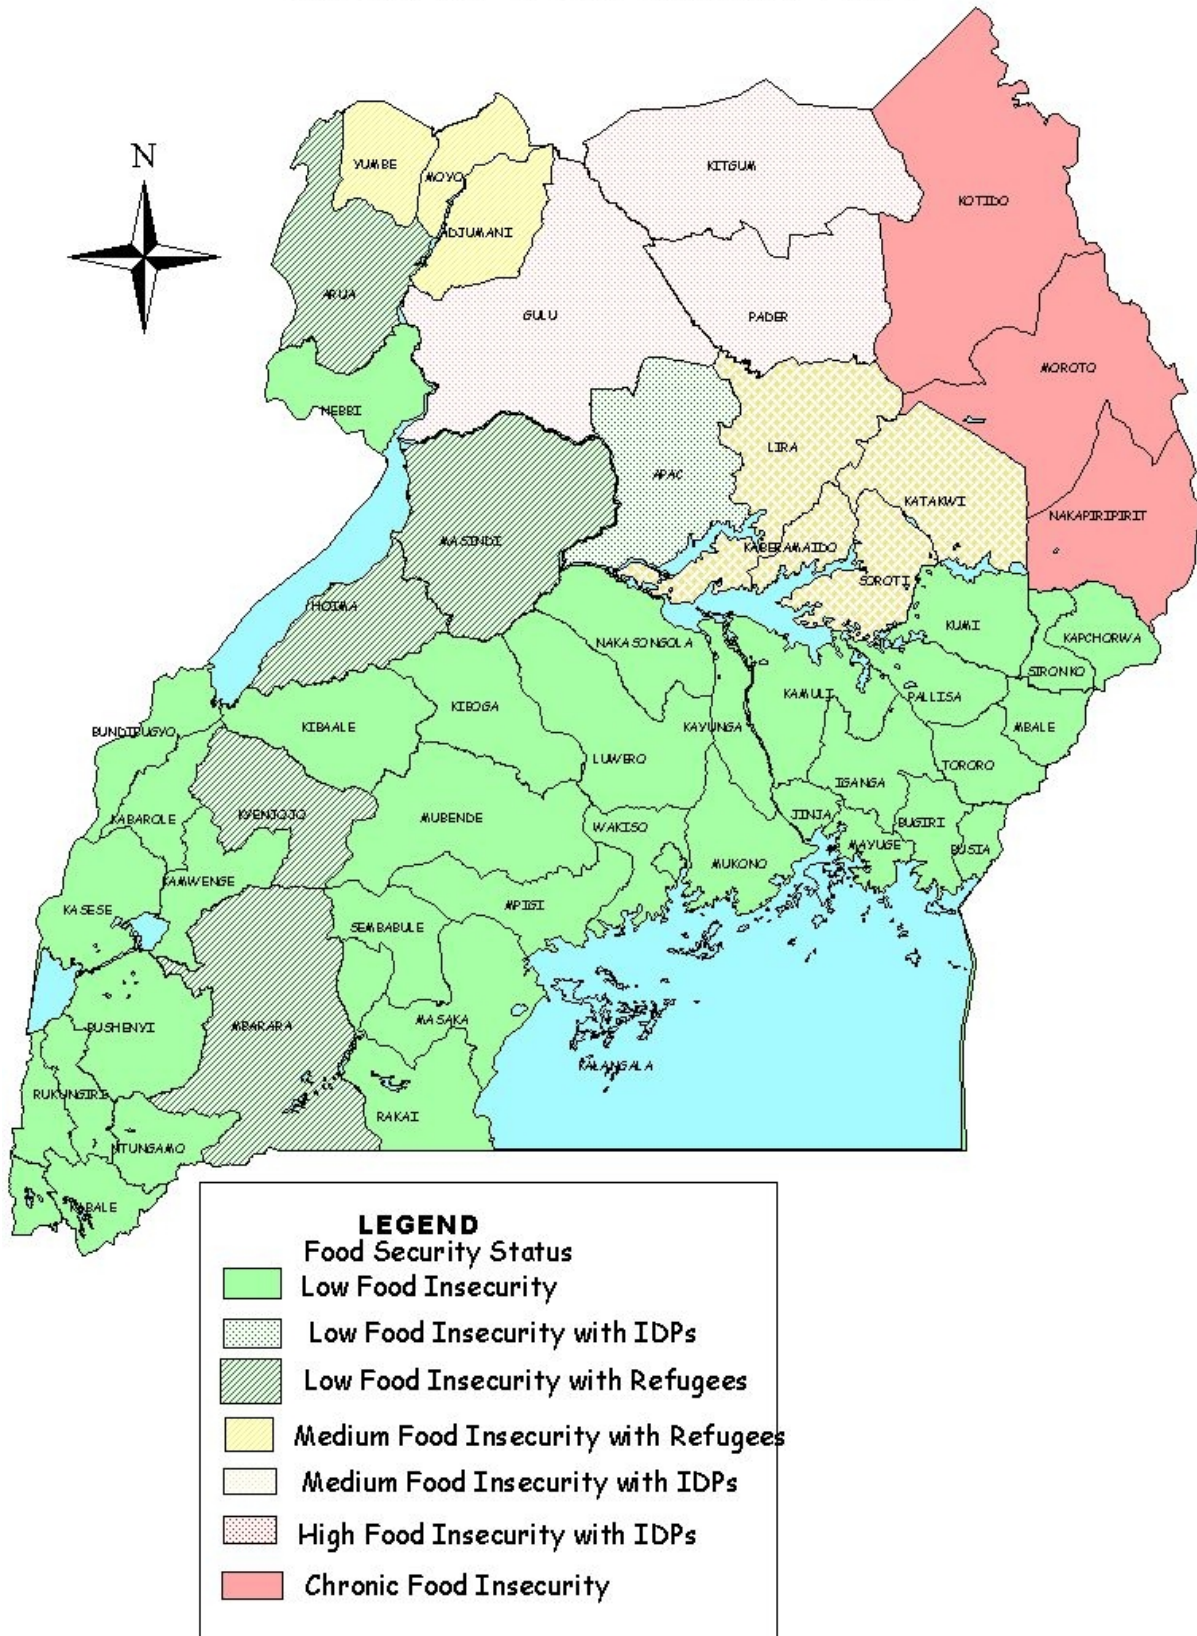 N
YUMBE
MOYO
ADJUMANI
KITGUM
KOTIDO
ARUA
GULU
PADER
MOROTO
NEBBI
LIRA
APAC
KATAKWI
NAKAPIRIPIRIT
MASINDI
KABERAMAIDO
SOROTI
HOIMA
KUMI
NAKASONGOLA
KAPCHORWA
SIRONKO
KAMULI
PALLISA
KIBOGA
BUNDIBUGYO
KIBAALE
KAYUNGA
MBALE
LUWERO
TORORO
IGANGA
KYENJOJO
KABAROLE
MUBENDE
WAKISO
JINJA
BUGIRI
MAYUGE
BUSIA
MUKONO
KAMWENGE
KASESE
MPIGI
SEMBABULE
BUSHENYI
MBARARA
MASAKA
KALANGALA
RUKUNGIRI
RAKAI
NTUNGAMO
KABALE
LEGEND
Food Security Status
Low Food Insecurity
Low Food Insecurity with IDPs
Low Food Insecurity with Refugees
Medium Food Insecurity with Refugees
Medium Food Insecurity with IDPs
High Food Insecurity with IDPs
Chronic Food Insecurity